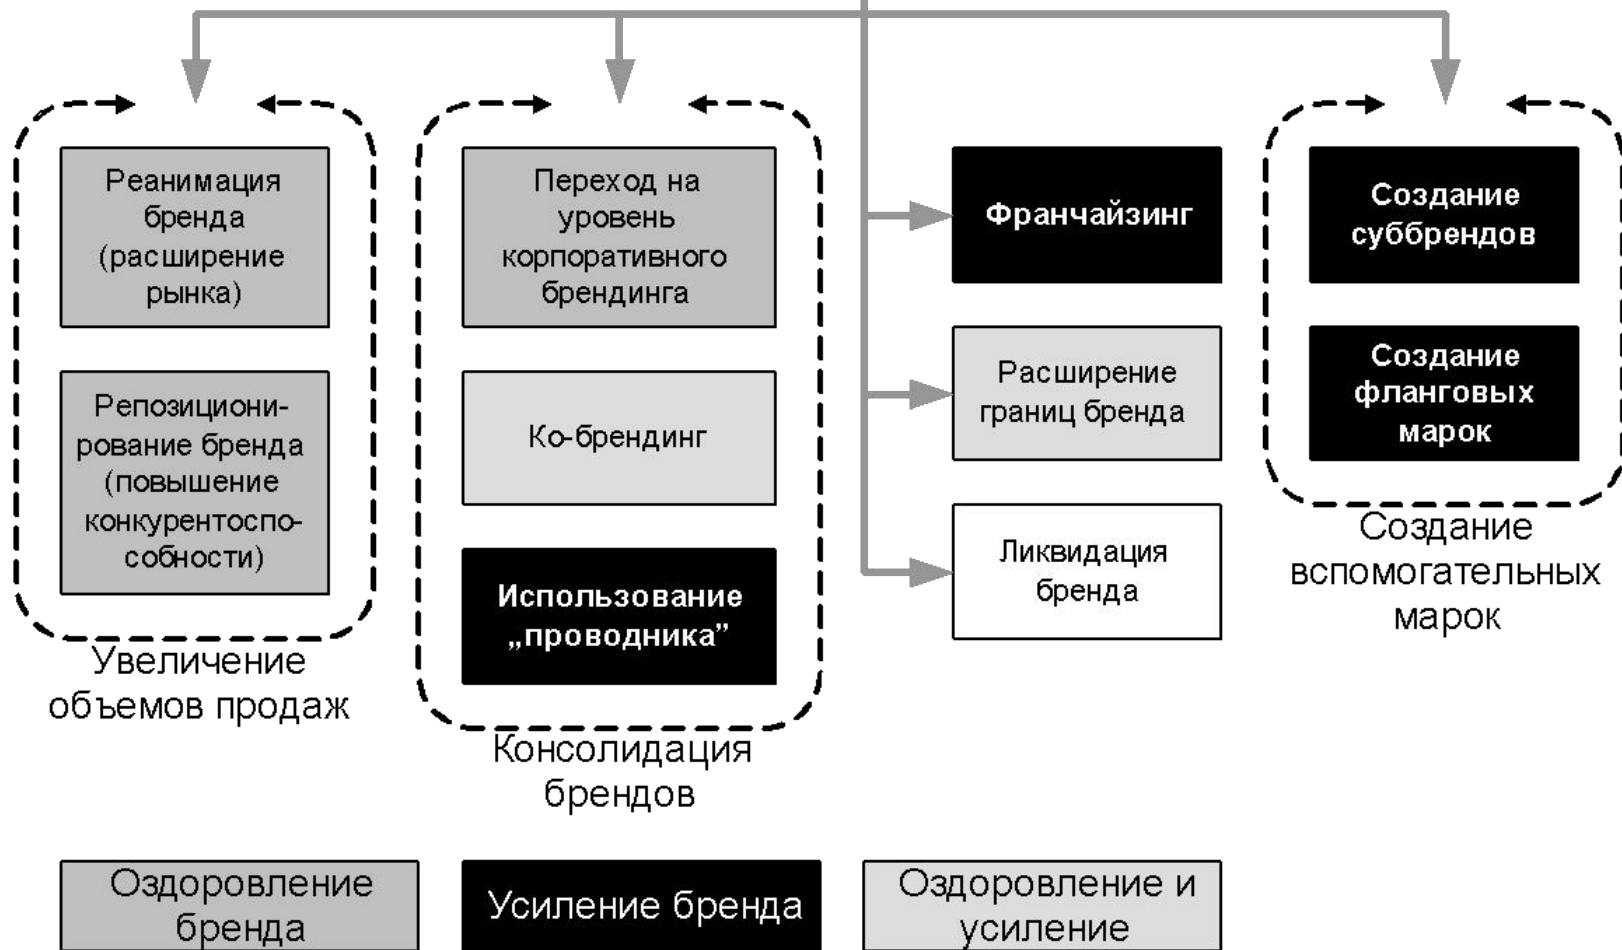 Реанимация
бренда
(расширение
рынка)
Репозициони-
рование бренда
(повышение
конкурентоспо-
собности)
Увеличение
объемов продаж
Переход на
уровень
корпоративного
брендинга
Ко-брендинг
Использование
„проводника”
Консолидация
брендов
Франчайзинг
Расширение
границ бренда
Ликвидация
бренда
Создание
суббрендов
Создание
фланговых
марок
Создание
вспомогательных
марок
Оздоровление
бренда
Усиление бренда
Оздоровление и
усиление